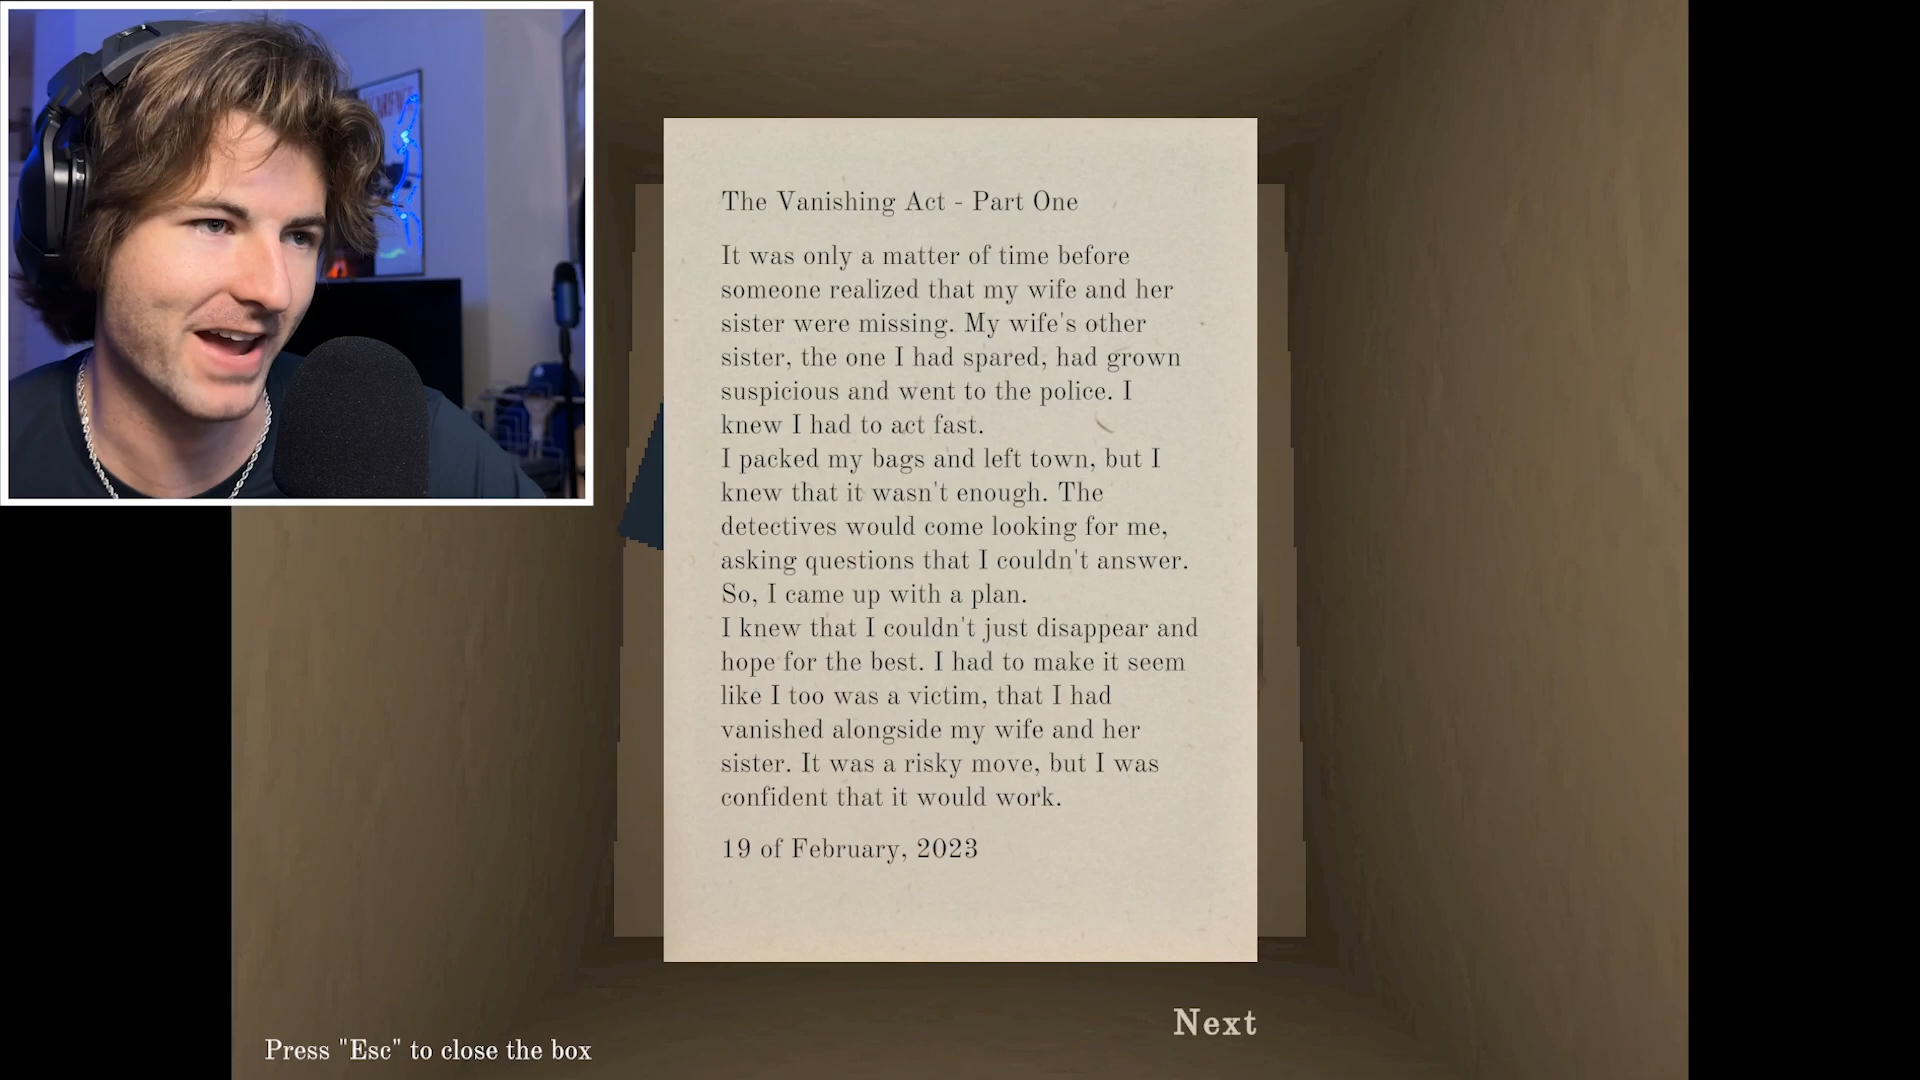 The Vanishing Act - Part One
It was only a matter of time before
someone realized that my wife and her
sister were missing. My wife's other
sister, the one I had spared, had grown
suspicious and went to the police. I
knew I had to act fast.
I packed my bags and left town, but I
knew that it wasn't enough. The
detectives would come looking for me,
asking questions that I couldn't answer.
So, I came up with a plan.
I knew that I couldn't just disappear and
hope for the best. I had to make it seem
like I too was a victim, that I had
vanished alongside my wife and her
sister. It was a risky move, but I was
confident that it would work.
19 of February, 2023
Next
Press "Esc" to close the box